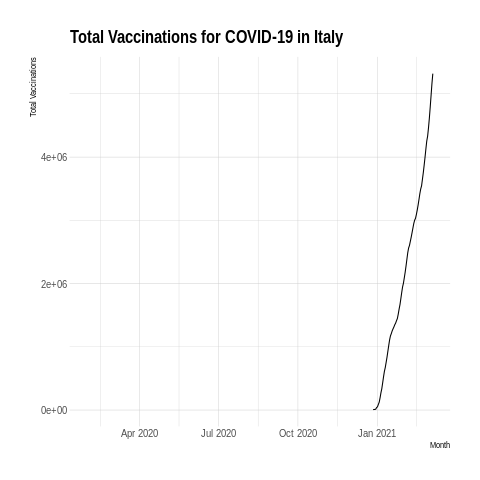 Total Vaccinations for COVID-19 in Italy
Total Vaccinations
4e+06
2e+06
0e+00
Apr 2020 Jul 2020 Oct 2020 Jan 2021
Month